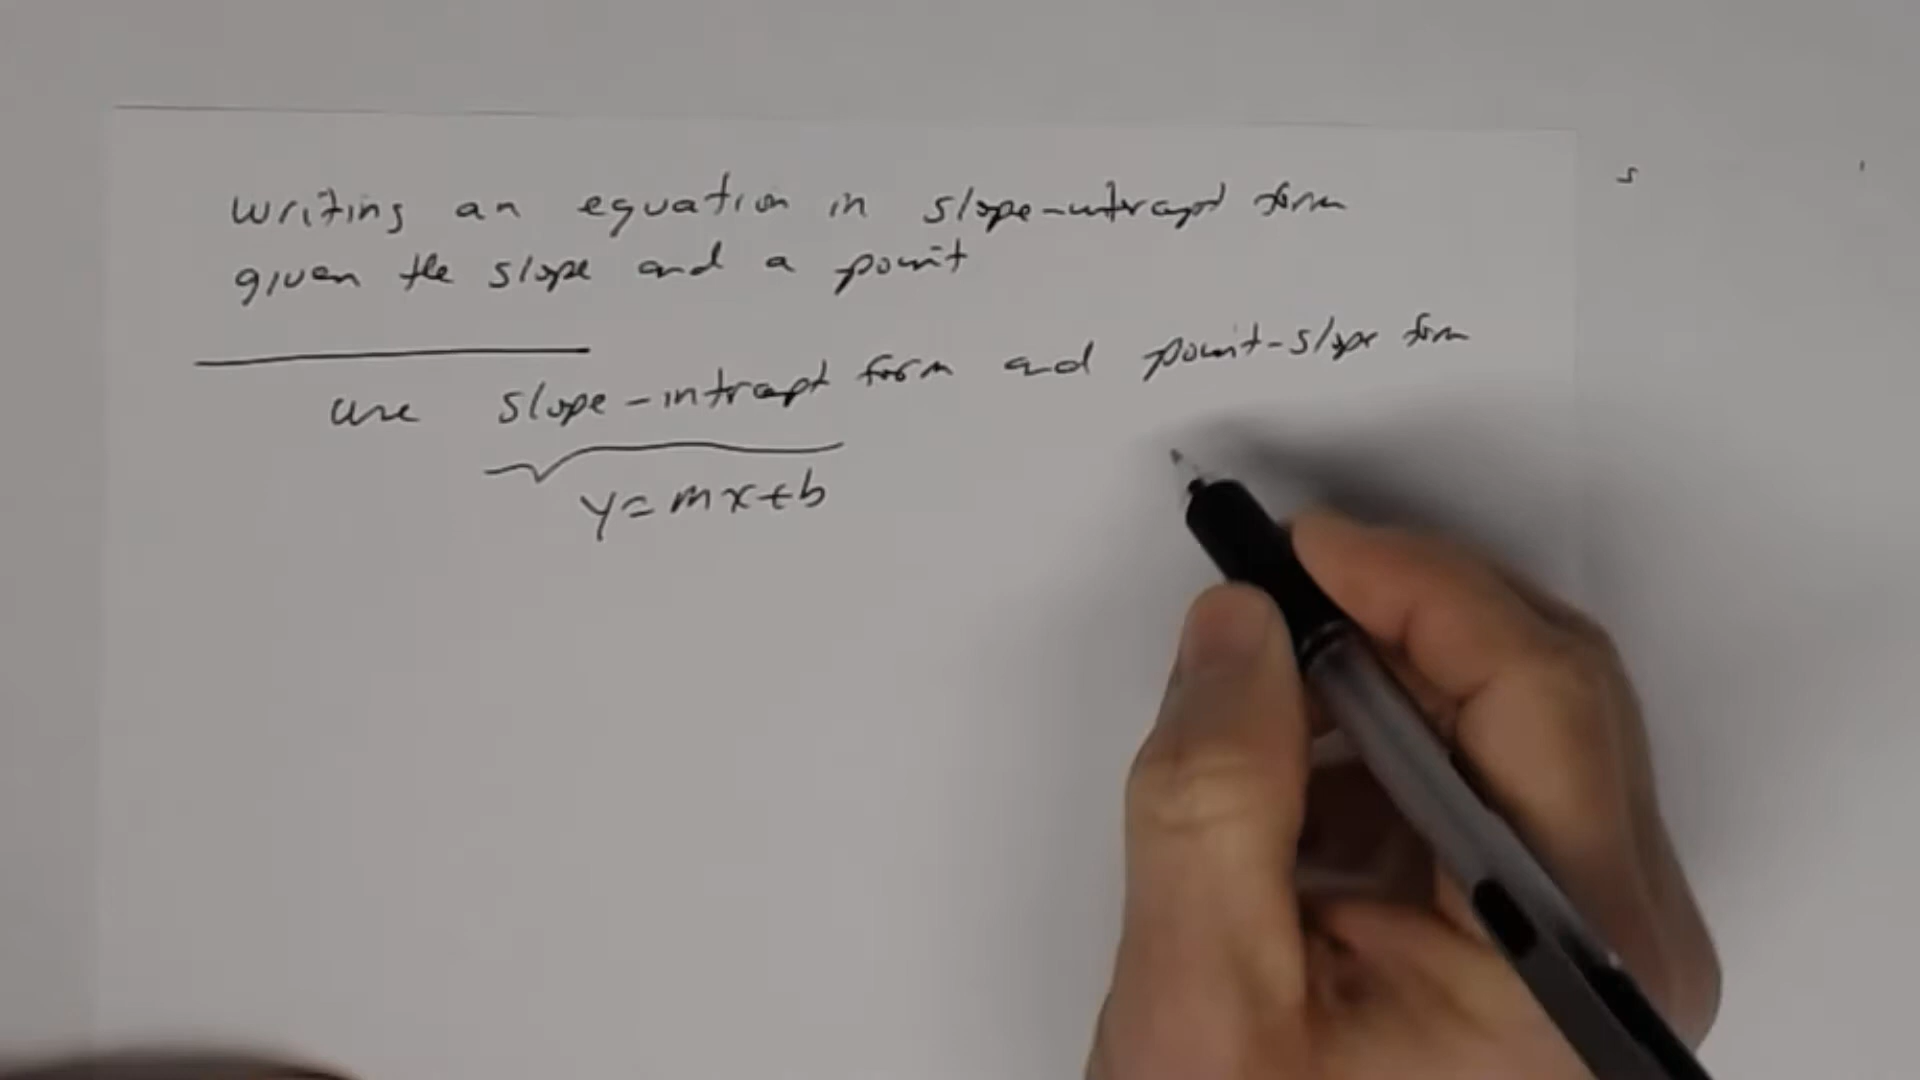 writing an equation in slope-intercept form
given the slope and a point
use slope-intercept form and point-slope form
y=mx+b
s